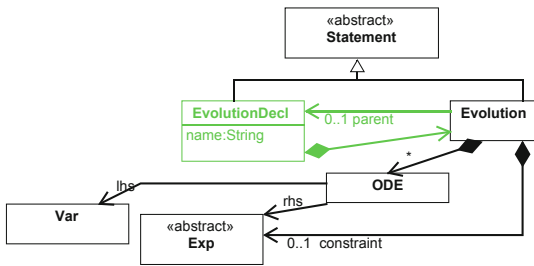 «abstract»
Statement
EvolutionDecl
name:String
0..1 parent
Evolution
*
ODE
lhs
rhs
Var
«abstract»
Exp
0..1 constraint